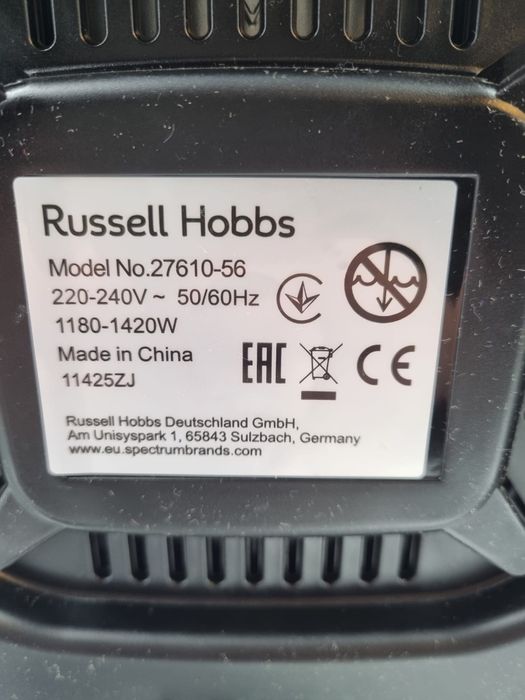 Russell Hobbs
Model No.27610-56
220-240V ~ 50/60Hz
1180-1420W
Made in China
11425ZJ
EAC CE
Russell Hobbs Deutschland GmbH,
Am Unisyspark 1, 65843 Sulzbach, Germany
www.eu.spectrumbrands.com